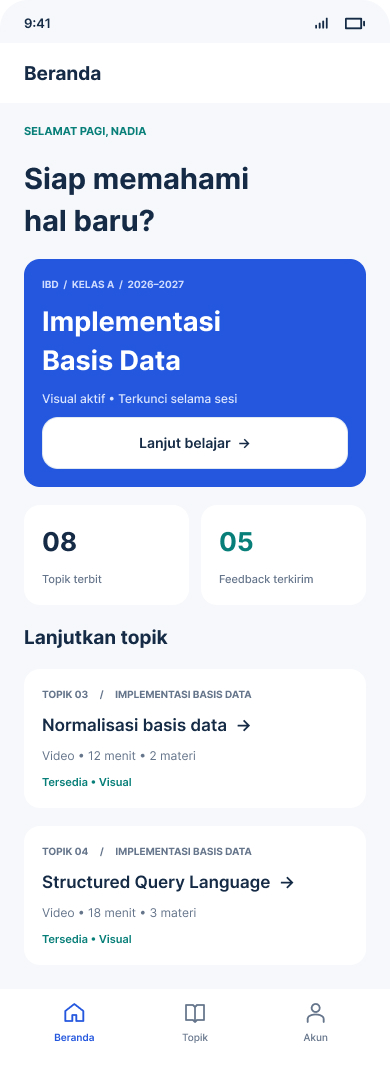 9:41
Beranda
SELAMAT PAGI, NADIA
Siap memahami
hal baru?
IBD / KELAS A / 2026–2027
Implementasi
Basis Data
Visual aktif • Terkunci selama sesi
Lanjut belajar →
08
Topik terbit
05
Feedback terkirim
Lanjutkan topik
TOPIK 03 / IMPLEMENTASI BASIS DATA
Normalisasi basis data →
Video • 12 menit • 2 materi
Tersedia • Visual
TOPIK 04 / IMPLEMENTASI BASIS DATA
Structured Query Language →
Video • 18 menit • 3 materi
Tersedia • Visual
Beranda
Topik
Akun